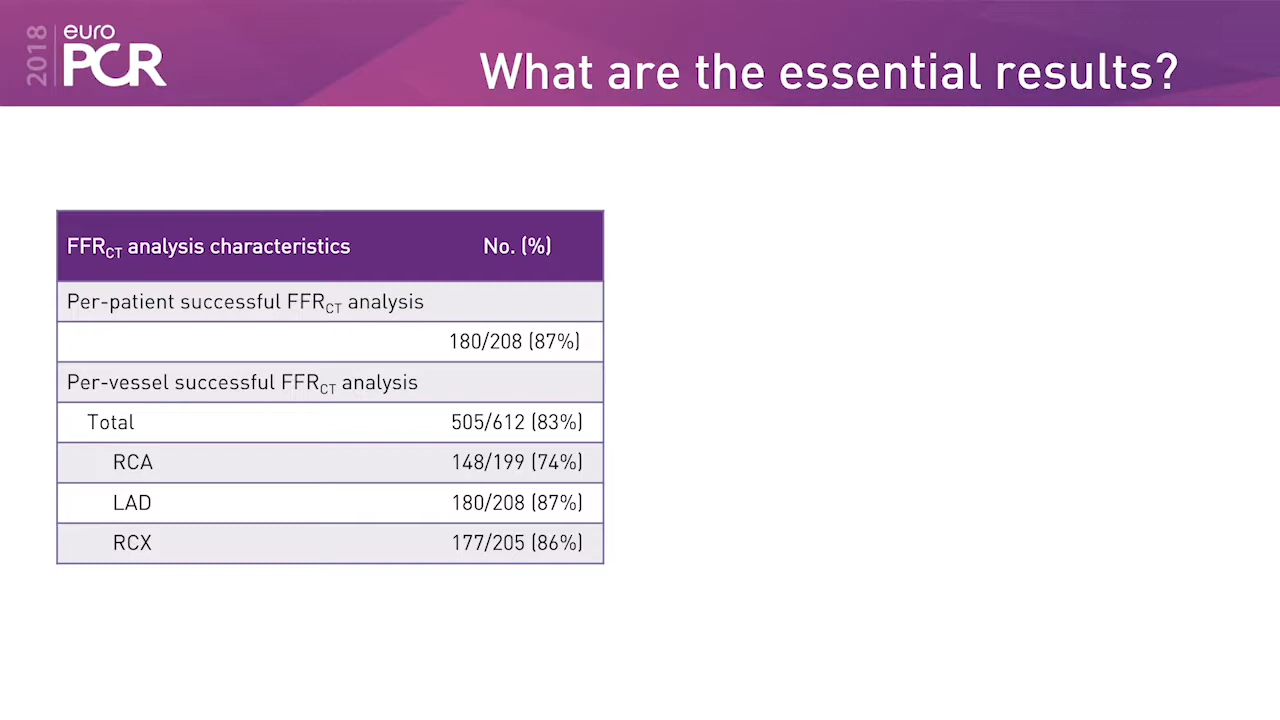 2018
euro
PCR
What are the essential results?
FFRCT analysis characteristics No. (%)
Per-patient successful FFRCT analysis
180/208 (87%)
Per-vessel successful FFRCT analysis
Total 505/612 (83%)
RCA 148/199 (74%)
LAD 180/208 (87%)
RCX 177/205 (86%)